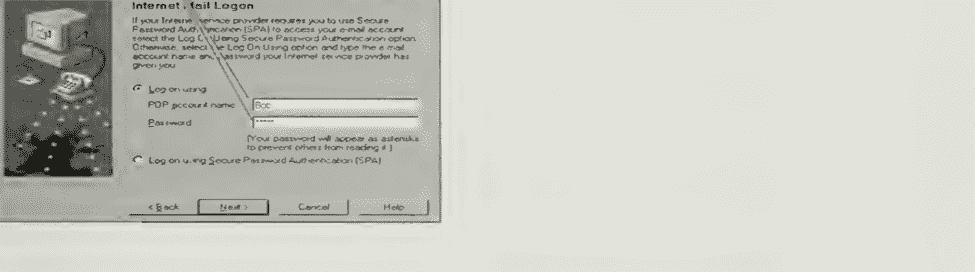 Internet Mail Logon
If your Internet service provider requires you to use Secure
Password Authentication (SPA) to access your e-mail account
select the Log On Using Secure Password Authentication option.
Otherwise, select the Log On Using option and type the e-mail
account name and password your Internet service provider has
given you
Log on using
POP account name
Password
(Your password will appear as asterisks
to prevent others from reading it.)
Log on using Secure Password Authentication (SPA)
< Back Next > Cancel Help